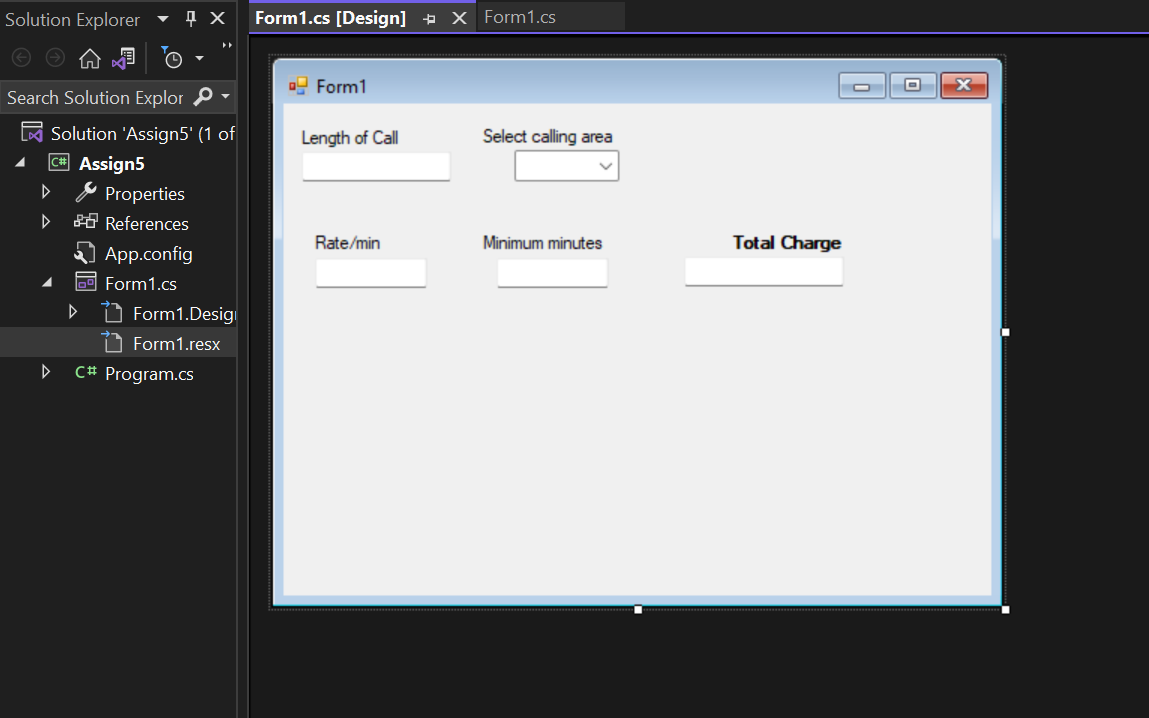 Solution Explorer
Form1.cs [Design]
Form1.cs
Search Solution Explor
Solution 'Assign5' (1 of
C# Assign5
Properties
References
App.config
Form1.cs
Form1.Desig
Form1.resx
C# Program.cs
Form1
Length of Call
Select calling area
Rate/min
Minimum minutes
Total Charge